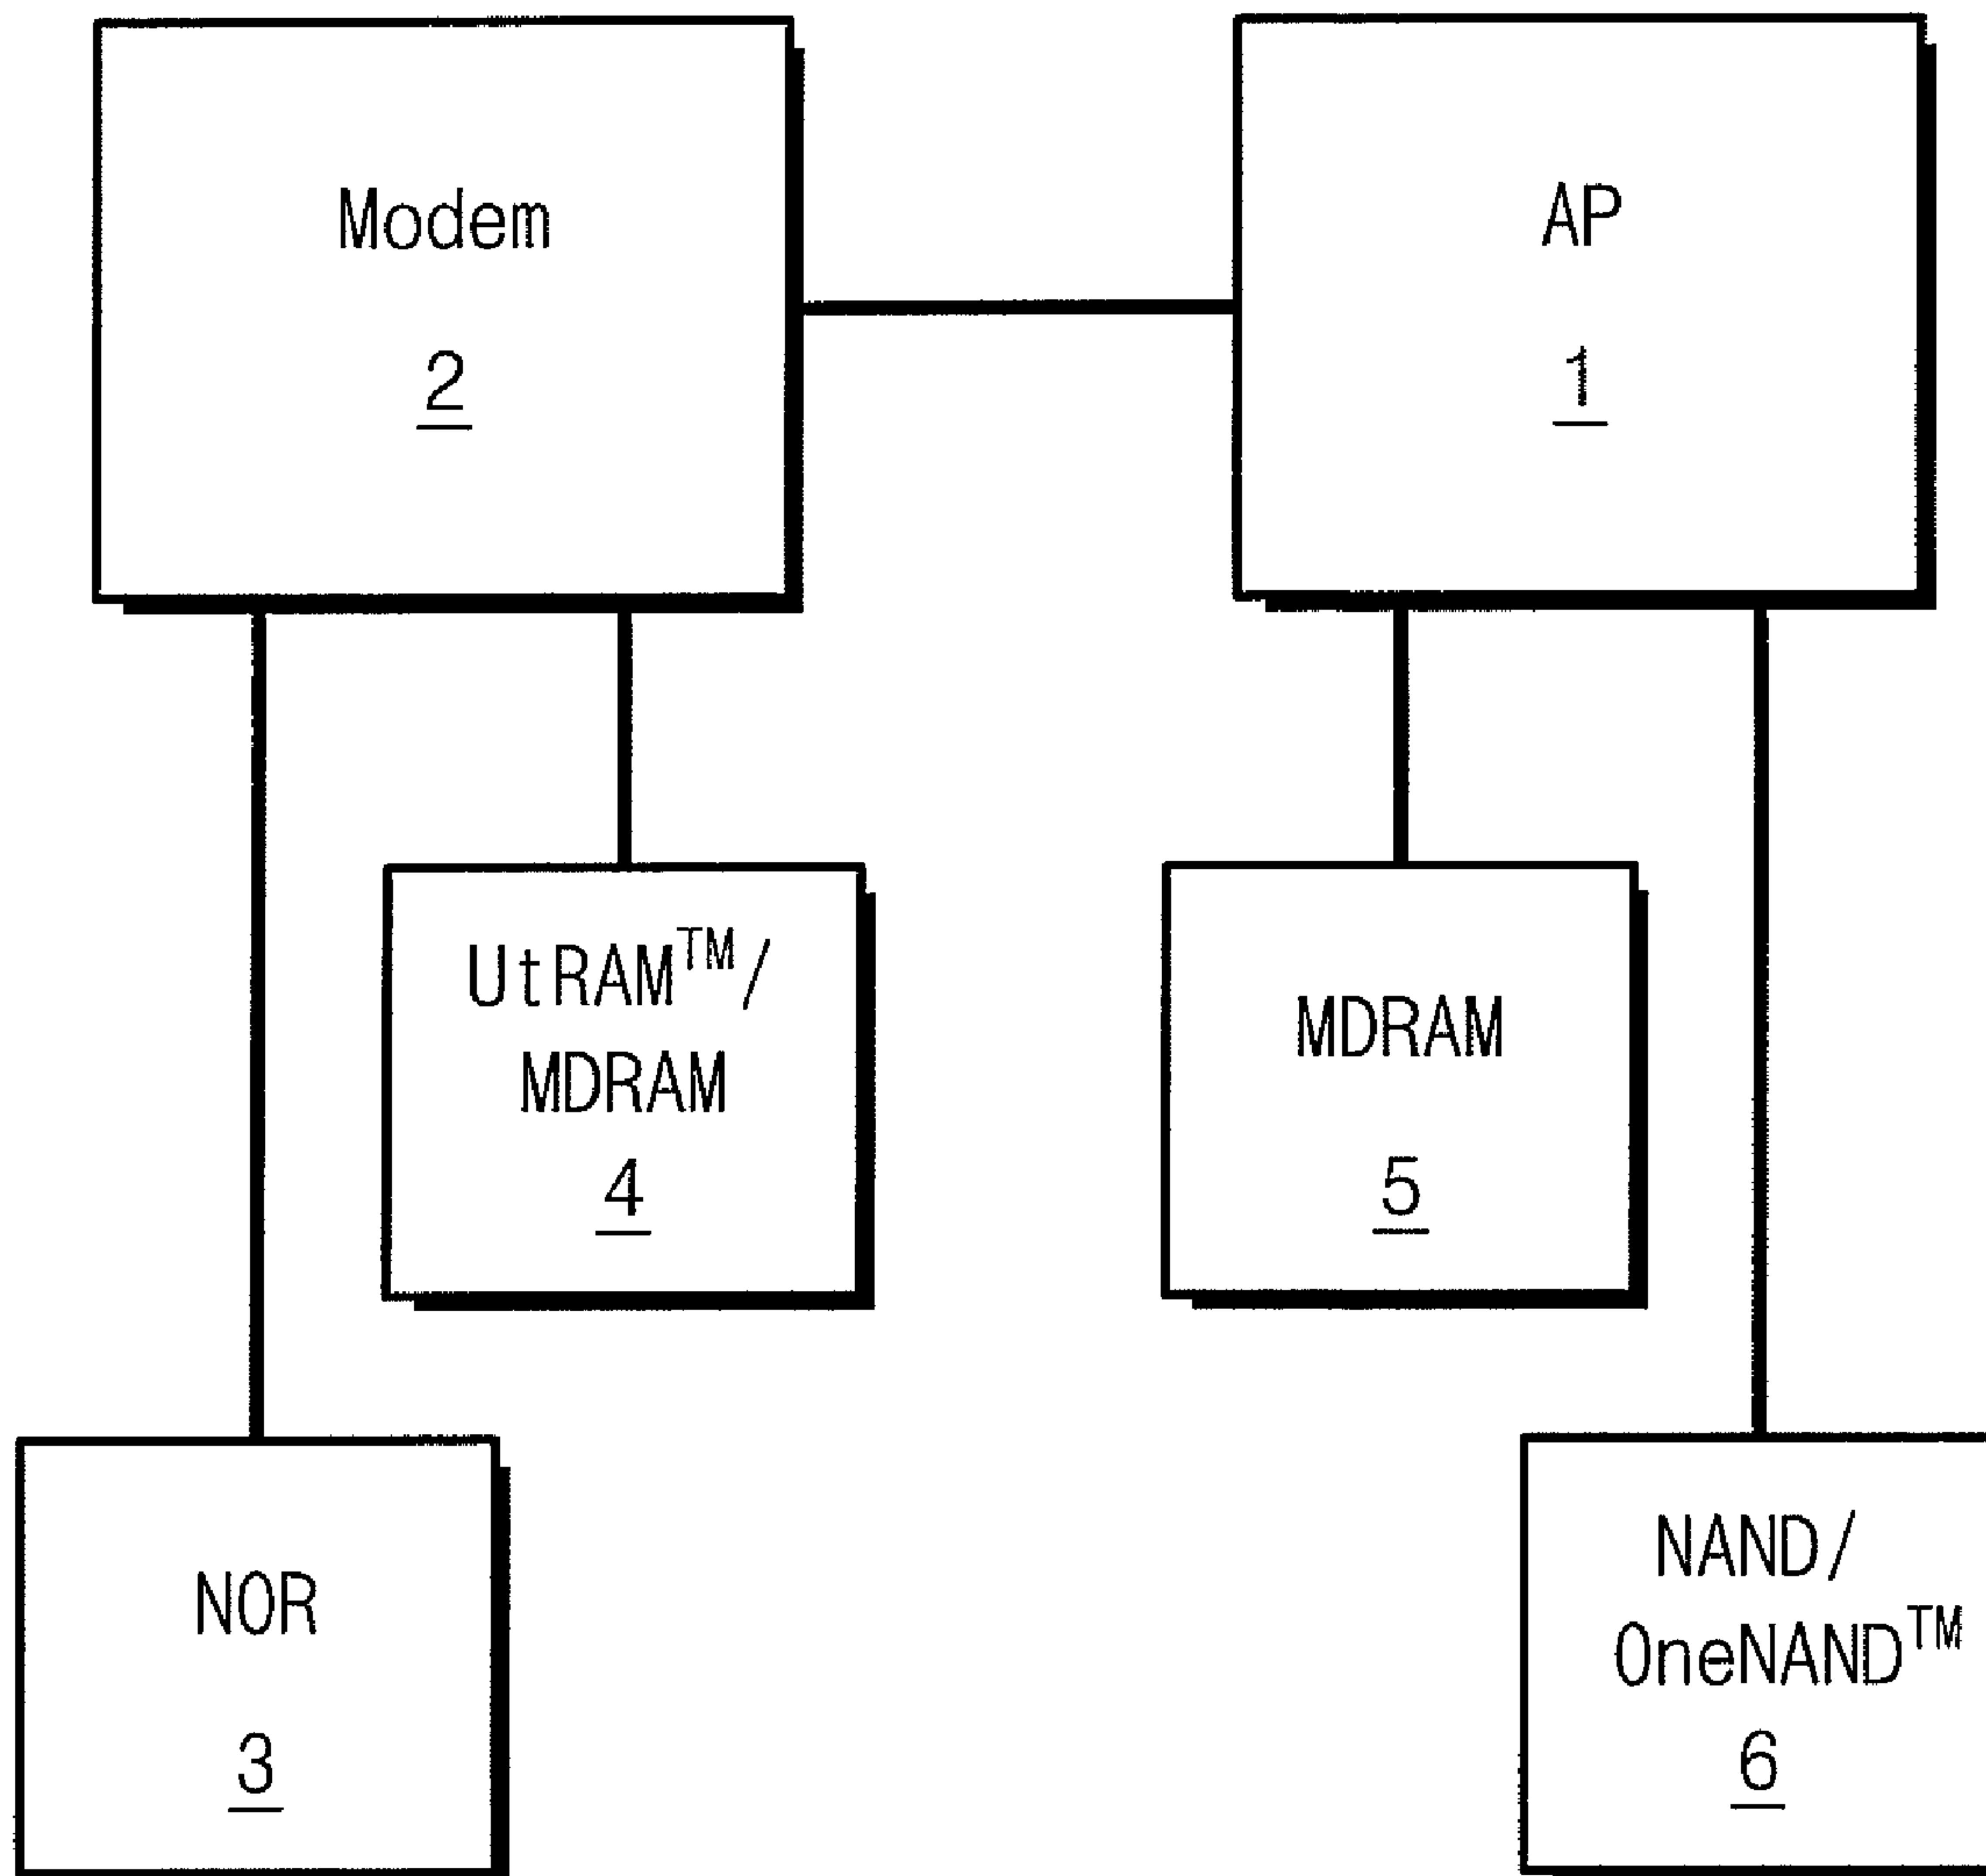 Modem
2
AP
1
UtRAM™/
MDRAM
4
MDRAM
5
NOR
3
NAND/
OneNAND™
6